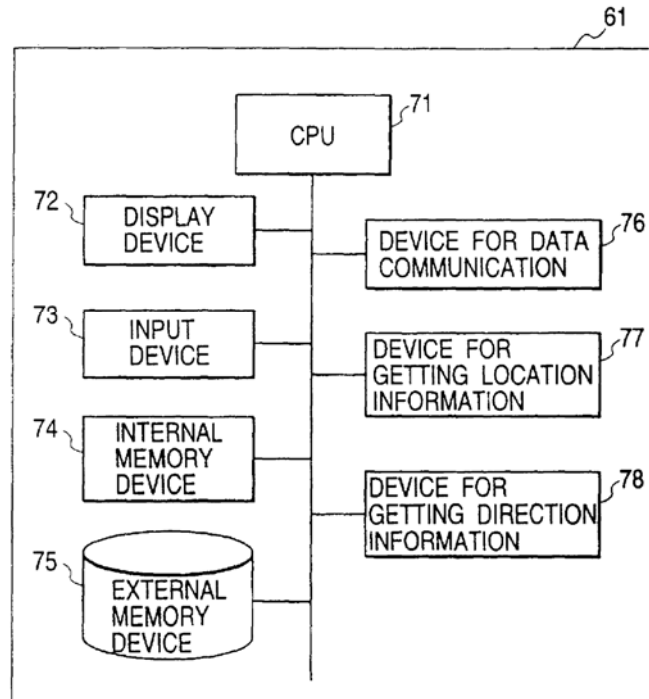 61
71
CPU
72
DISPLAY
DEVICE
76
DEVICE FOR DATA
COMMUNICATION
73
INPUT
DEVICE
77
DEVICE FOR
GETTING LOCATION
INFORMATION
74
INTERNAL
MEMORY
DEVICE
78
DEVICE FOR
GETTING DIRECTION
INFORMATION
75
EXTERNAL
MEMORY
DEVICE